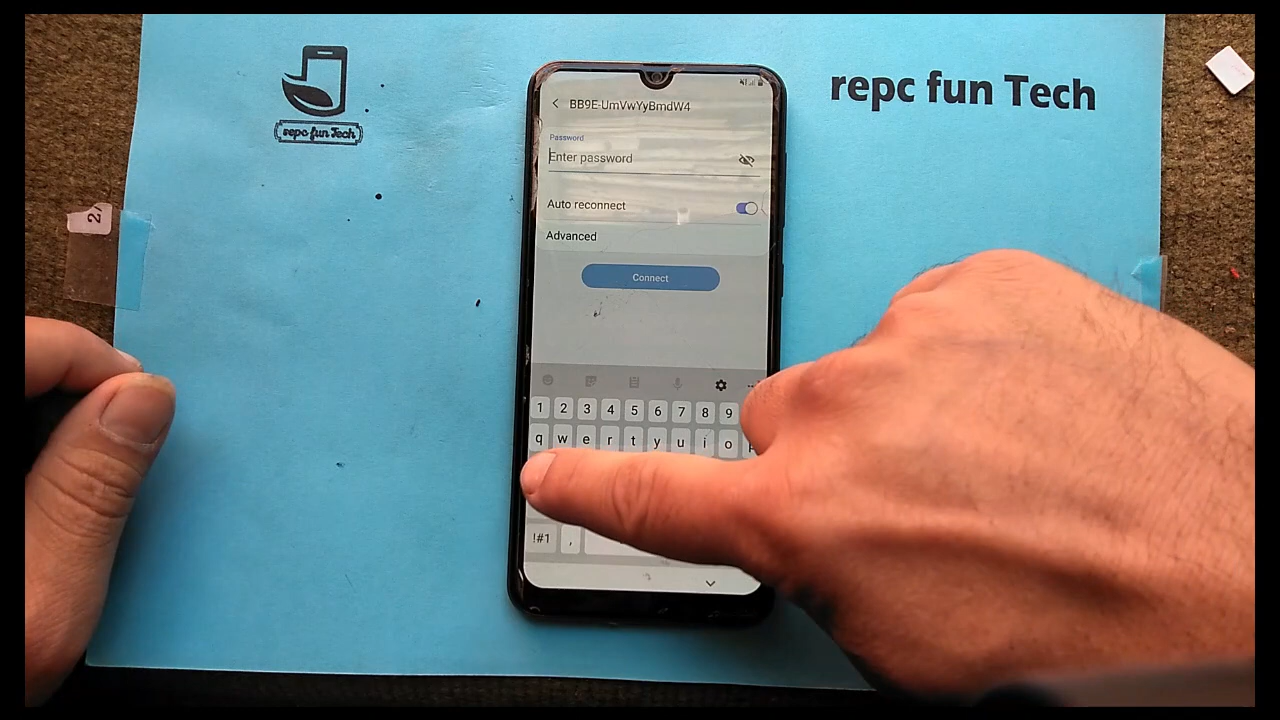 repc fun Tech
repc fun Tech
2/
BB9E-UmVwYyBmdW4
Password
Enter password
Auto reconnect
Advanced
Connect
1 2 3 4 5 6 7 8 9
q w e r t y u i o p
!#1 ,